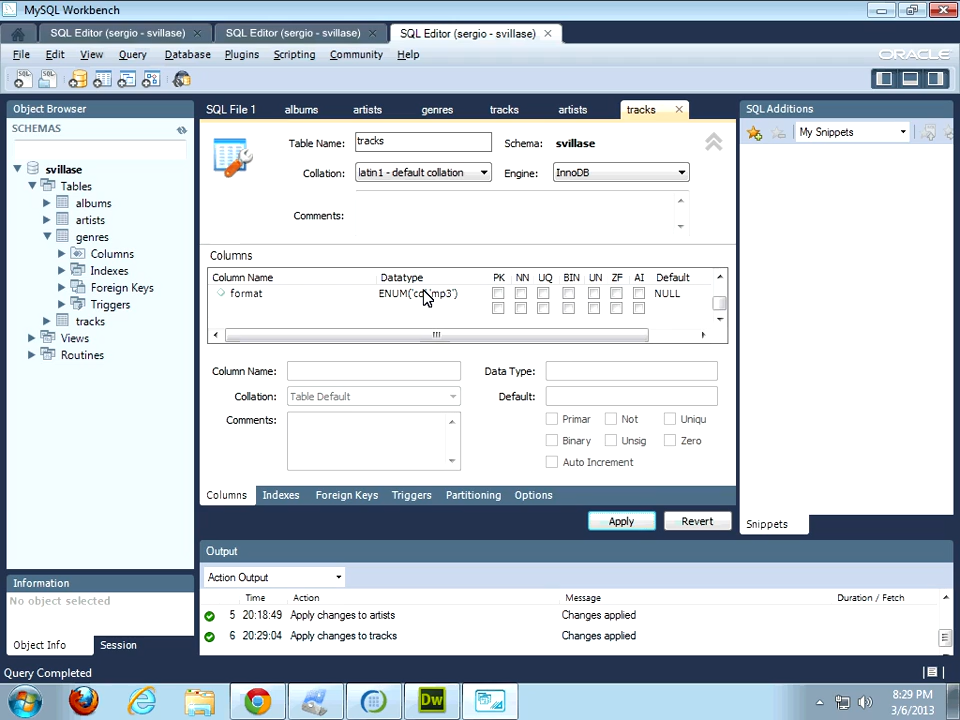 MySQL Workbench
SQL Editor (sergio - svillase)
SQL Editor (sergio - svillase)
SQL Editor (sergio - svillase)
File Edit View Query Database Plugins Scripting Community Help
ORACLE
Object Browser
SCHEMAS
svillase
Tables
albums
artists
genres
Columns
Indexes
Foreign Keys
Triggers
tracks
Views
Routines
Information
No object selected
Object Info Session
SQL File 1 albums artists genres tracks artists tracks
Table Name: tracks Schema: svillase
Collation: latin1 - default collation Engine: InnoDB
Comments:
Columns
Column Name Datatype PK NN UQ BIN UN ZF AI Default
format ENUM('cd','mp3') NULL
Column Name: Data Type:
Collation: Table Default Default:
Comments: Primar Not Uniqu
Binary Unsig Zero
Auto Increment
Columns Indexes Foreign Keys Triggers Partitioning Options
Apply Revert
SQL Additions
My Snippets
Snippets
Output
Action Output
Time Action Message Duration / Fetch
5 20:18:49 Apply changes to artists Changes applied
6 20:29:04 Apply changes to tracks Changes applied
Query Completed
Dw
8:29 PM
3/6/2013